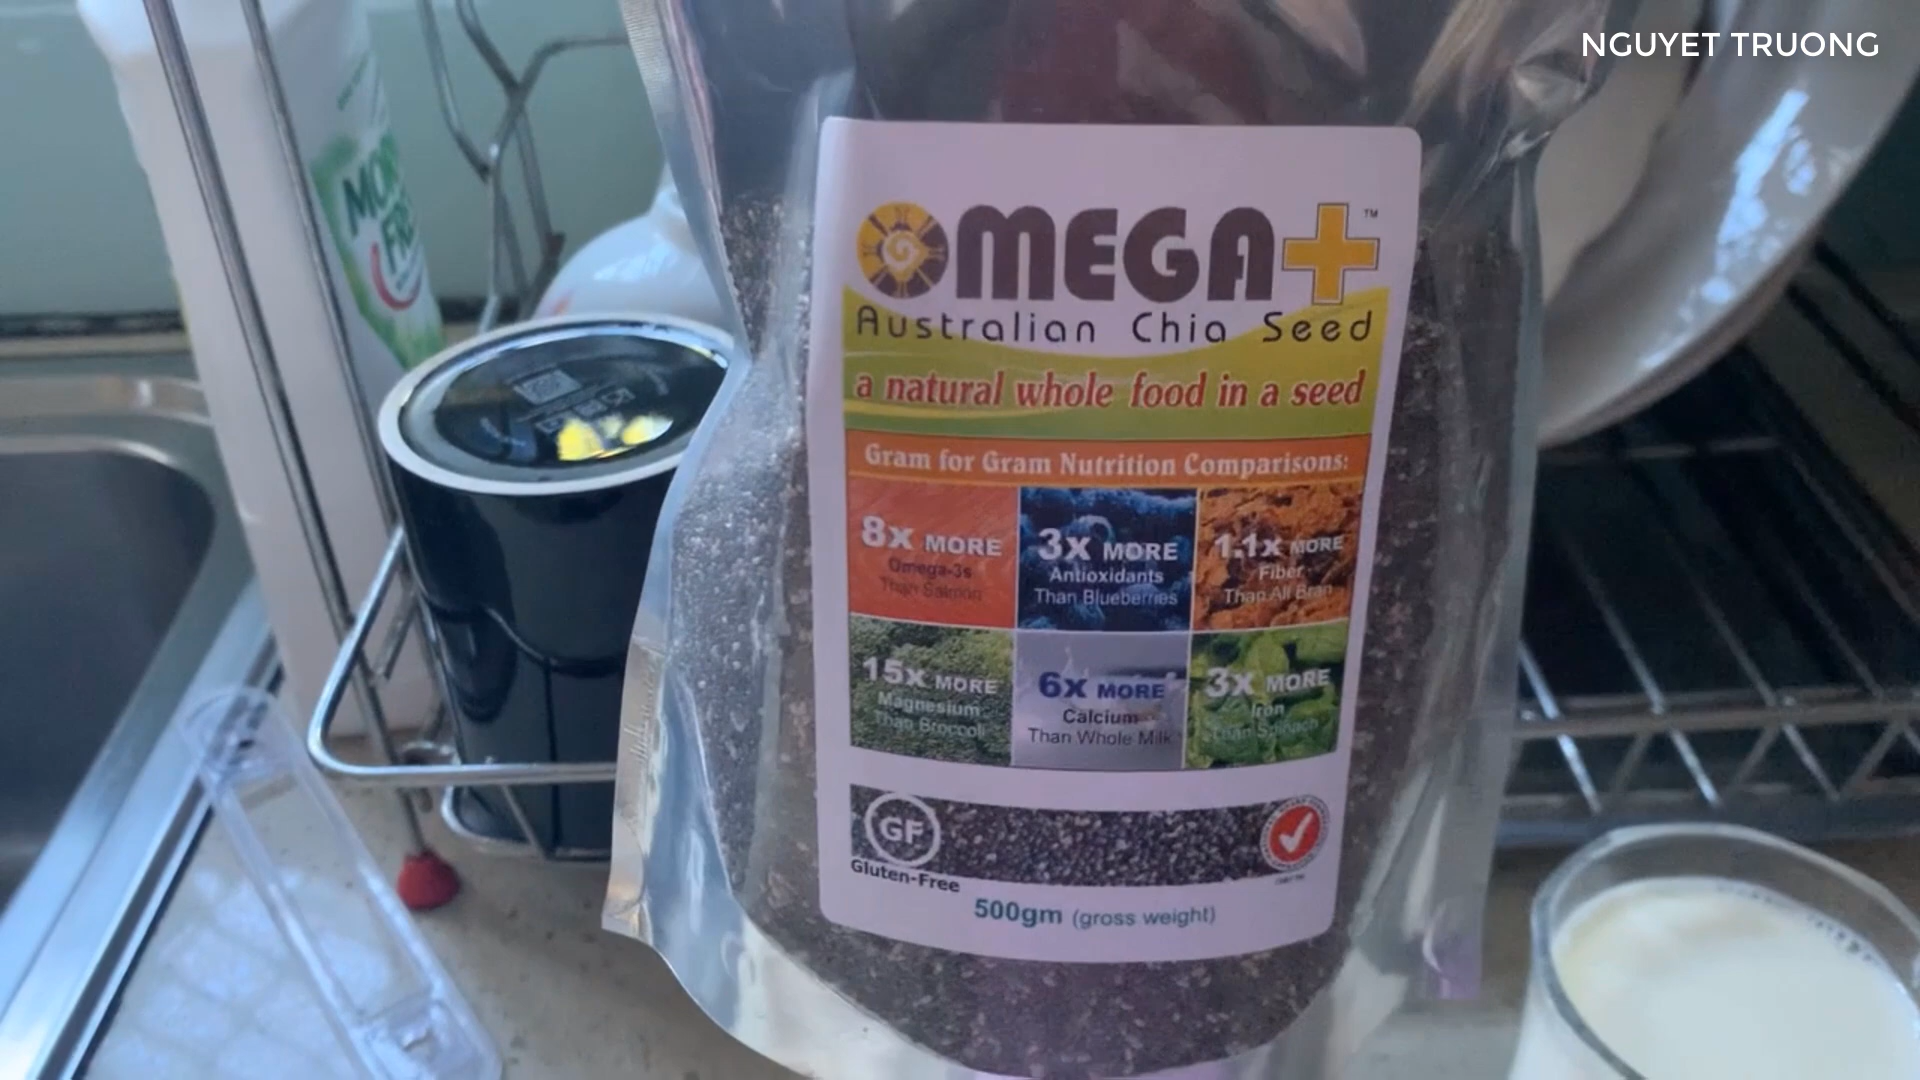 NGUYET TRUONG
OMEGA+™
Australian Chia Seed
a natural whole food in a seed
Gram for Gram Nutrition Comparisons:
8x MORE
Omega-3s
Than Salmon
3x MORE
Antioxidants
Than Blueberries
1.1x MORE
Fiber
Than All Bran
15x MORE
Magnesium
Than Broccoli
6x MORE
Calcium
Than Whole Milk
3x MORE
Iron
Than Spinach
GF
Gluten-Free
500gm (gross weight)